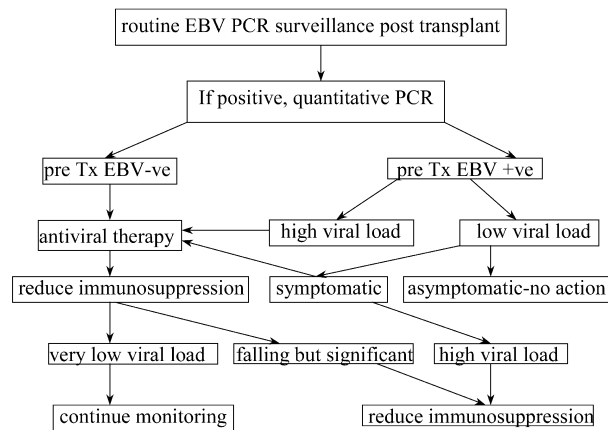 routine EBV PCR surveillance post transplant
If positive, quantitative PCR
pre Tx EBV-ve
pre Tx EBV +ve
antiviral therapy
high viral load
low viral load
reduce immunosuppression
symptomatic
asymptomatic-no action
very low viral load
falling but significant
high viral load
continue monitoring
reduce immunosuppression